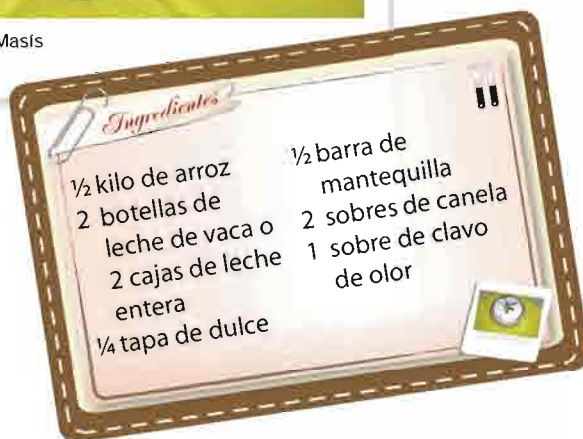 Masís
Ingredientes
½ kilo de arroz
2 botellas de
leche de vaca o
2 cajas de leche
entera
¼ tapa de dulce
½ barra de
mantequilla
2 sobres de canela
1 sobre de clavo
de olor